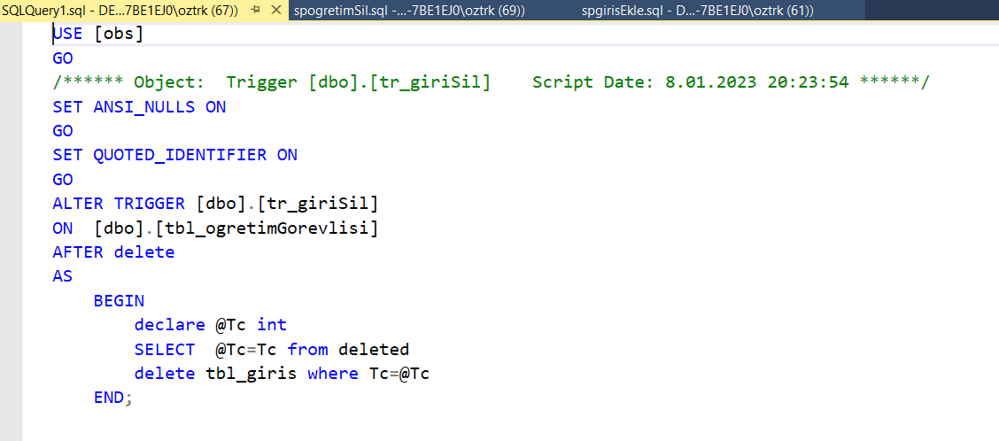 SQLQuery1.sql - DE...7BE1EJ0\oztrk (67)) spogretimSil.sql -...-7BE1EJ0\oztrk (69)) spgirisEkle.sql - D...-7BE1EJ0\oztrk (61))
USE [obs]
GO
/****** Object:  Trigger [dbo].[tr_giriSil]    Script Date: 8.01.2023 20:23:54 ******/
SET ANSI_NULLS ON
GO
SET QUOTED_IDENTIFIER ON
GO
ALTER TRIGGER [dbo].[tr_giriSil]
ON  [dbo].[tbl_ogretimGorevlisi]
AFTER delete
AS
    BEGIN
        declare @Tc int
        SELECT  @Tc=Tc from deleted
        delete tbl_giris where Tc=@Tc
    END;